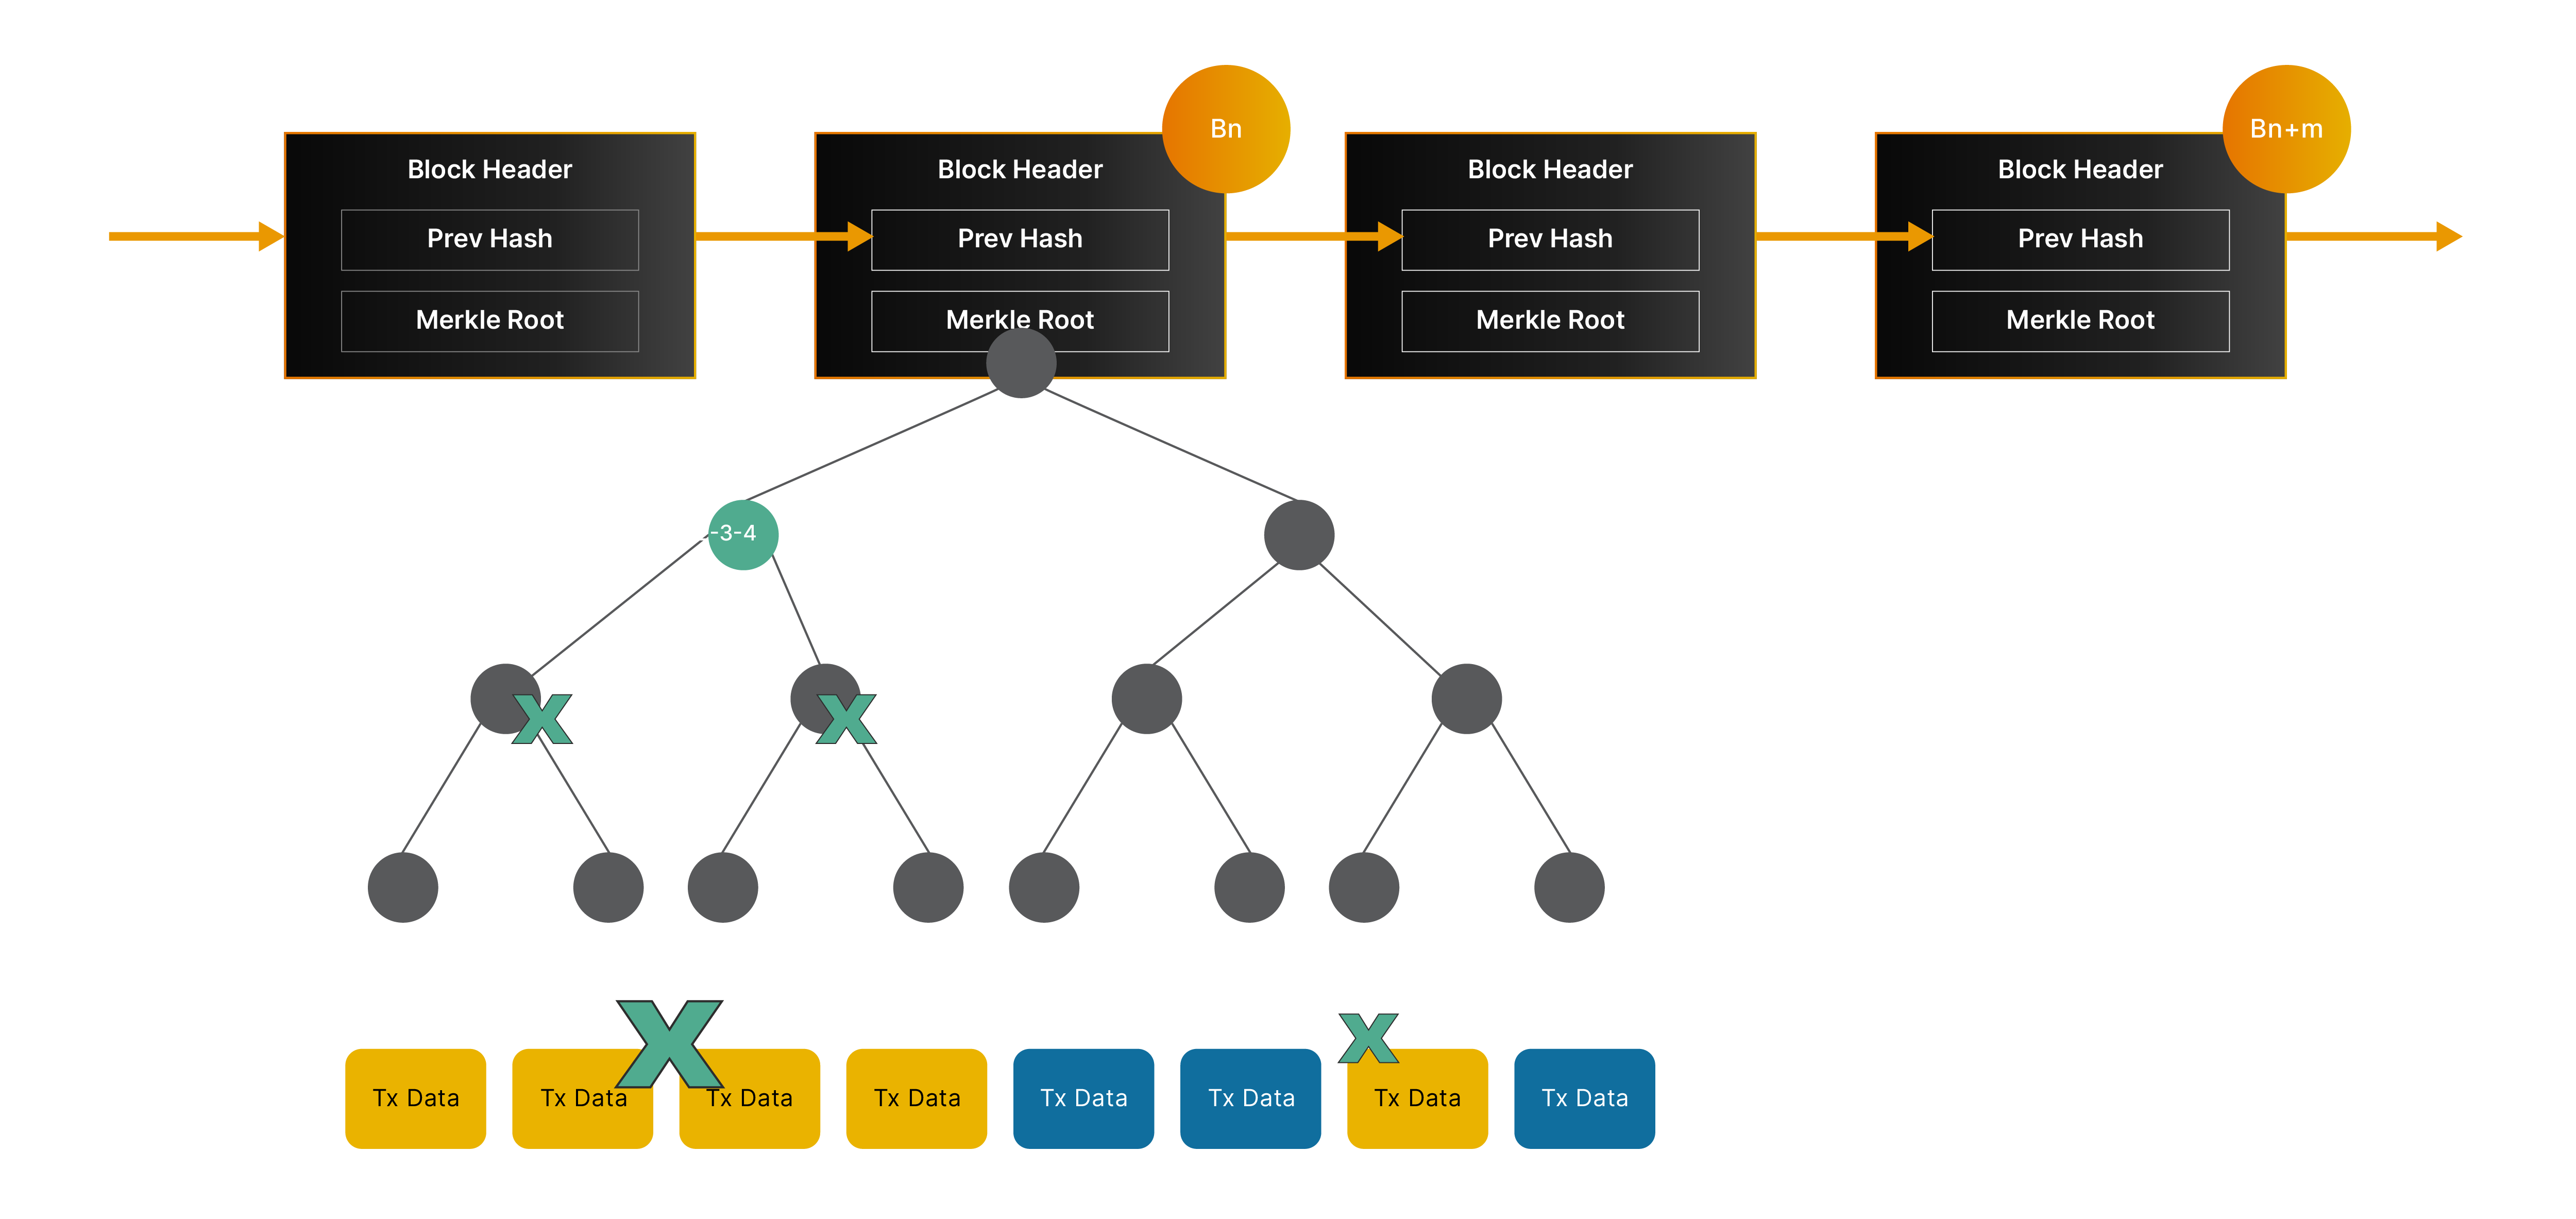 Bn
Bn+m
Block Header
Block Header
Block Header
Block Header
Prev Hash
Prev Hash
Prev Hash
Prev Hash
Merkle Root
Merkle Root
Merkle Root
Merkle Root
-3-4
X
X
X
X
Tx Data
Tx Data
Tx Data
Tx Data
Tx Data
Tx Data
Tx Data
Tx Data